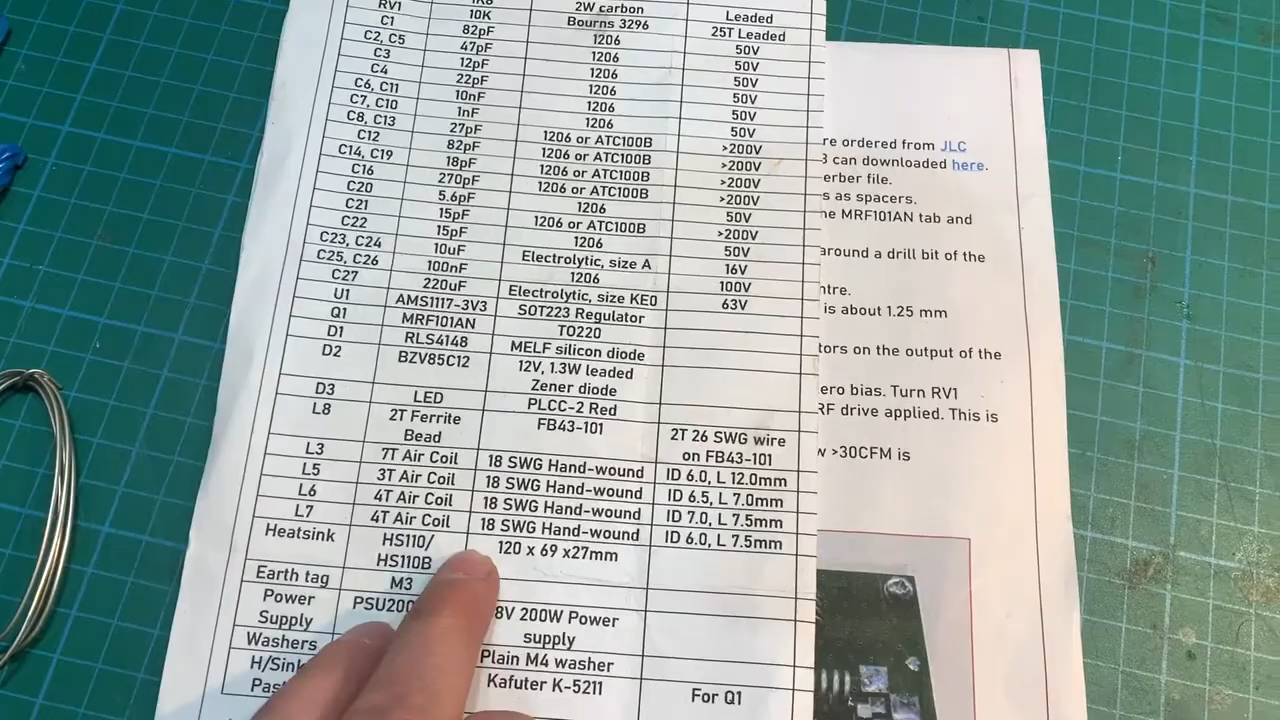 1K8 2W carbon Leaded
RV1 10K Bourns 3296 25T Leaded
C1 82pF 1206 50V
C2, C5 47pF 1206 50V
C3 12pF 1206 50V
C4 22pF 1206 50V
C6, C11 10nF 1206 50V
C7, C10 1nF 1206 50V
C8, C13 27pF 1206 or ATC100B >200V
C12 82pF 1206 or ATC100B >200V
C14, C19 18pF 1206 or ATC100B >200V
C16 270pF 1206 or ATC100B >200V
C20 5.6pF 1206 50V
C21 15pF 1206 or ATC100B >200V
C22 15pF 1206 50V
C23, C24 10uF Electrolytic, size A 16V
C25, C26 100nF 1206 100V
C27 220uF Electrolytic, size KE0 63V
U1 AMS1117-3V3 SOT223 Regulator
Q1 MRF101AN TO220
D1 RLS4148 MELF silicon diode
D2 BZV85C12 12V, 1.3W leaded
Zener diode
D3 LED PLCC-2 Red
L8 2T Ferrite FB43-101 2T 26 SWG wire
Bead on FB43-101
L3 7T Air Coil 18 SWG Hand-wound ID 6.0, L 12.0mm
L5 3T Air Coil 18 SWG Hand-wound ID 6.5, L 7.0mm
L6 4T Air Coil 18 SWG Hand-wound ID 7.0, L 7.5mm
L7 4T Air Coil 18 SWG Hand-wound ID 6.0, L 7.5mm
Heatsink HS110/ 120 x 69 x27mm
HS110B
Earth tag M3
Power PSU200 8V 200W Power
Supply supply
Washers Plain M4 washer
H/Sink Kafuter K-5211 For Q1
Pas
re ordered from JLC
can downloaded here.
erber file.
s as spacers.
he MRF101AN tab and
around a drill bit of the
ntre.
is about 1.25 mm
tors on the output of the
ero bias. Turn RV1
RF drive applied. This is
>30CFM is